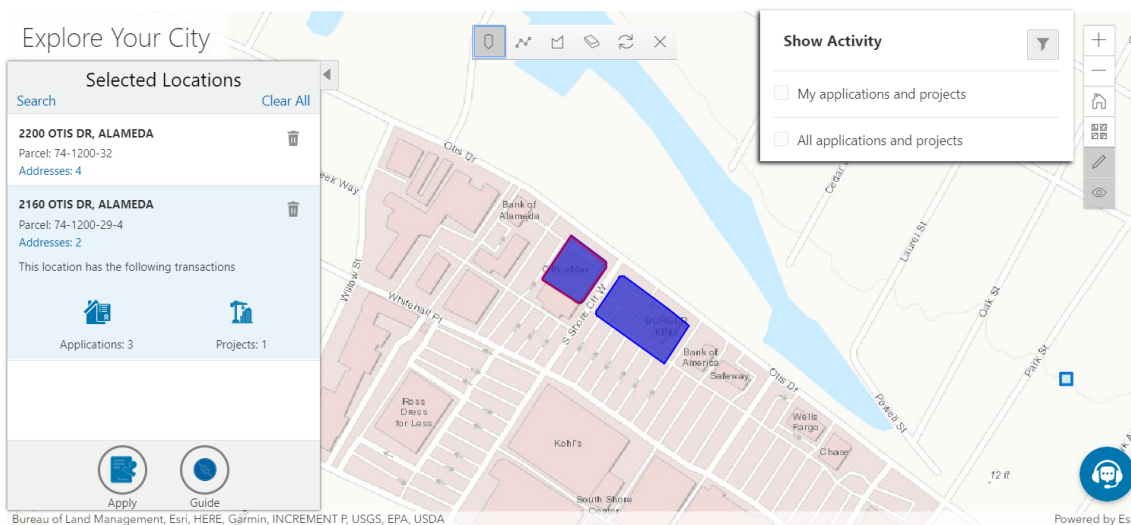 Explore Your City
Selected Locations
Search
Clear All
2200 OTIS DR, ALAMEDA
Parcel: 74-1200-32
Addresses: 4
2160 OTIS DR, ALAMEDA
Parcel: 74-1200-29-4
Addresses: 2
This location has the following transactions
Applications: 3
Projects: 1
Apply
Guide
Show Activity
My applications and projects
All applications and projects
Otis Dr
Bank of
Alameda
OfficeMax
Willow St
Whitehall Pl
S Shore Ctr W
BURGER
KING
Bank of
America
Safeway
Otis Dr
Ross
Dress
for Less
Kohl's
Wells
Fargo
Chase
South Shore
Center
Powell St
Laurel St
Oak St
Park St
12 ft
Bureau of Land Management, Esri, HERE, Garmin, INCREMENT P, USGS, EPA, USDA
Powered by Es